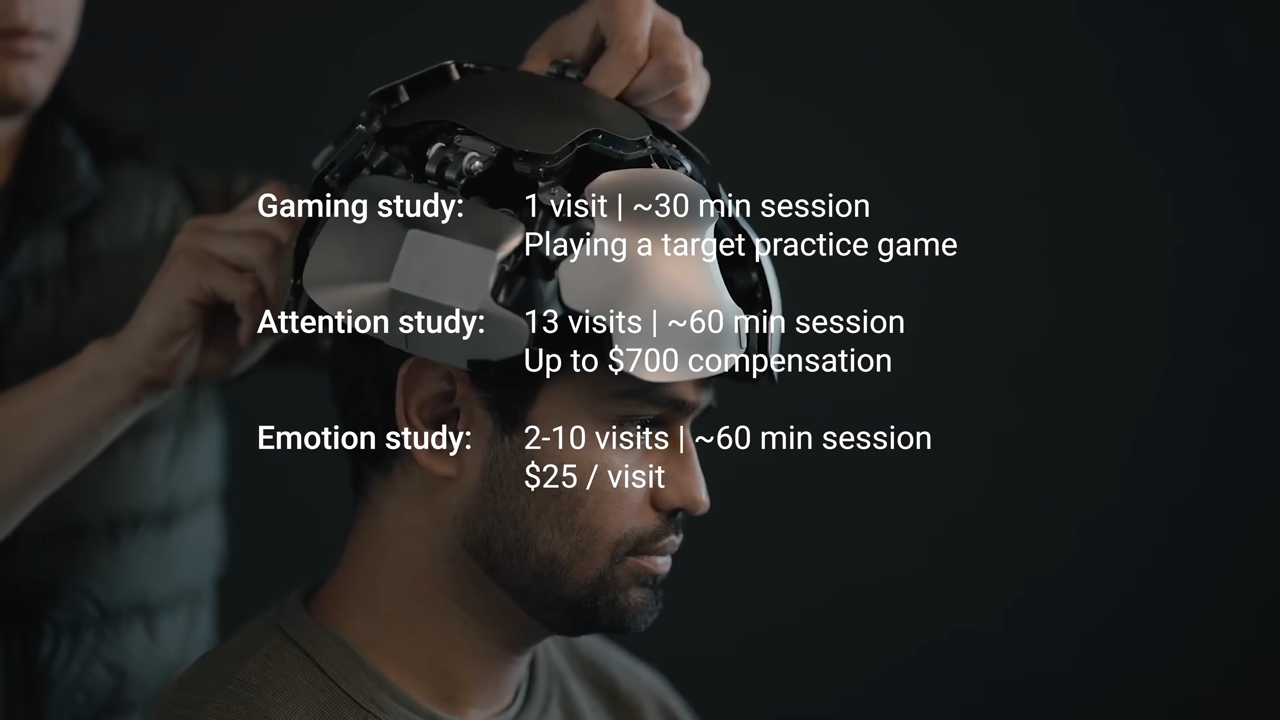 Gaming study: 1 visit | ~30 min session
Playing a target practice game
Attention study: 13 visits | ~60 min session
Up to $700 compensation
Emotion study: 2-10 visits | ~60 min session
$25 / visit